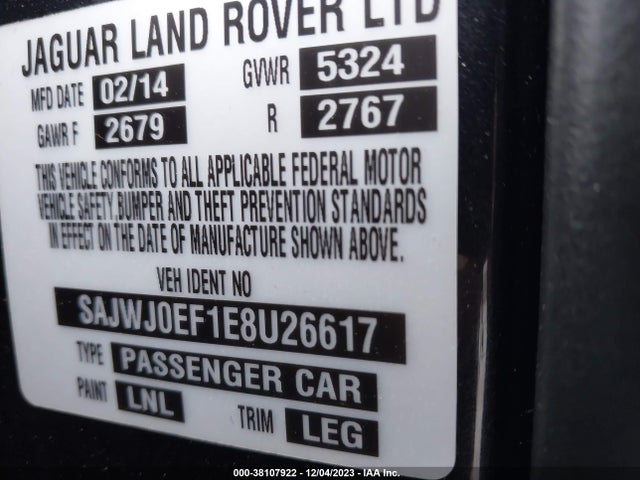 JAGUAR LAND ROVER LTD
MFD DATE 02/14 GVWR 5324
GAWR F 2679 R 2767
THIS VEHICLE CONFORMS TO ALL APPLICABLE FEDERAL MOTOR
VEHICLE SAFETY,BUMPER AND THEFT PREVENTION STANDARDS
IN EFFECT ON THE DATE OF MANUFACTURE SHOWN ABOVE.
VEH IDENT NO
SAJWJ0EF1E8U26617
TYPE PASSENGER CAR
PAINT LNL TRIM LEG
000-38107922 - 12/04/2023 - IAA Inc.